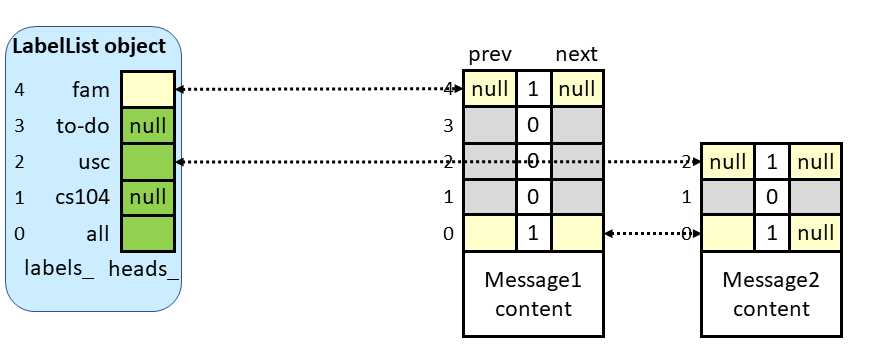 LabelList object
prev next
4 fam 4 null 1 null
3 to-do null 3 0
2 usc 2 0 2 null 1 null
1 cs104 null 1 0 1 0
0 all 0 1 0 1 null
labels_ heads_
Message1
content
Message2
content